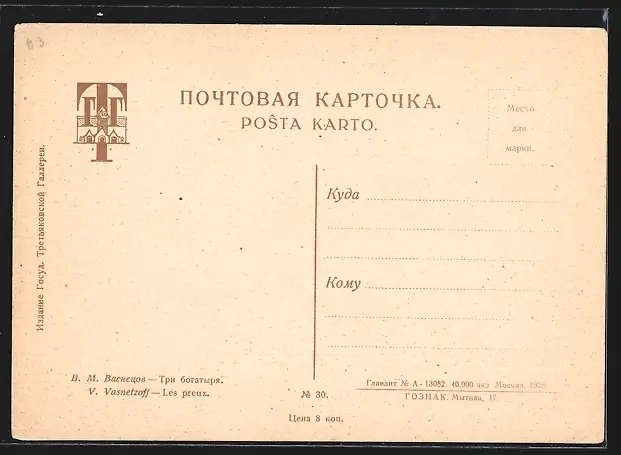 63
ПОЧТОВАЯ КАРТОЧКА.
POŜTA KARTO.
Место
для
марки.
Издание Госуд. Третьяковской Галлереи.
Куда
Кому
В. М. Васнецов — Три богатыря.
V. Vasnetzoff — Les preux.
№ 30.
Цена 8 коп.
Главлит № А - 13082. 40.000 экз. Москва, 1928.
ГОЗНАК. Мытная, 17.